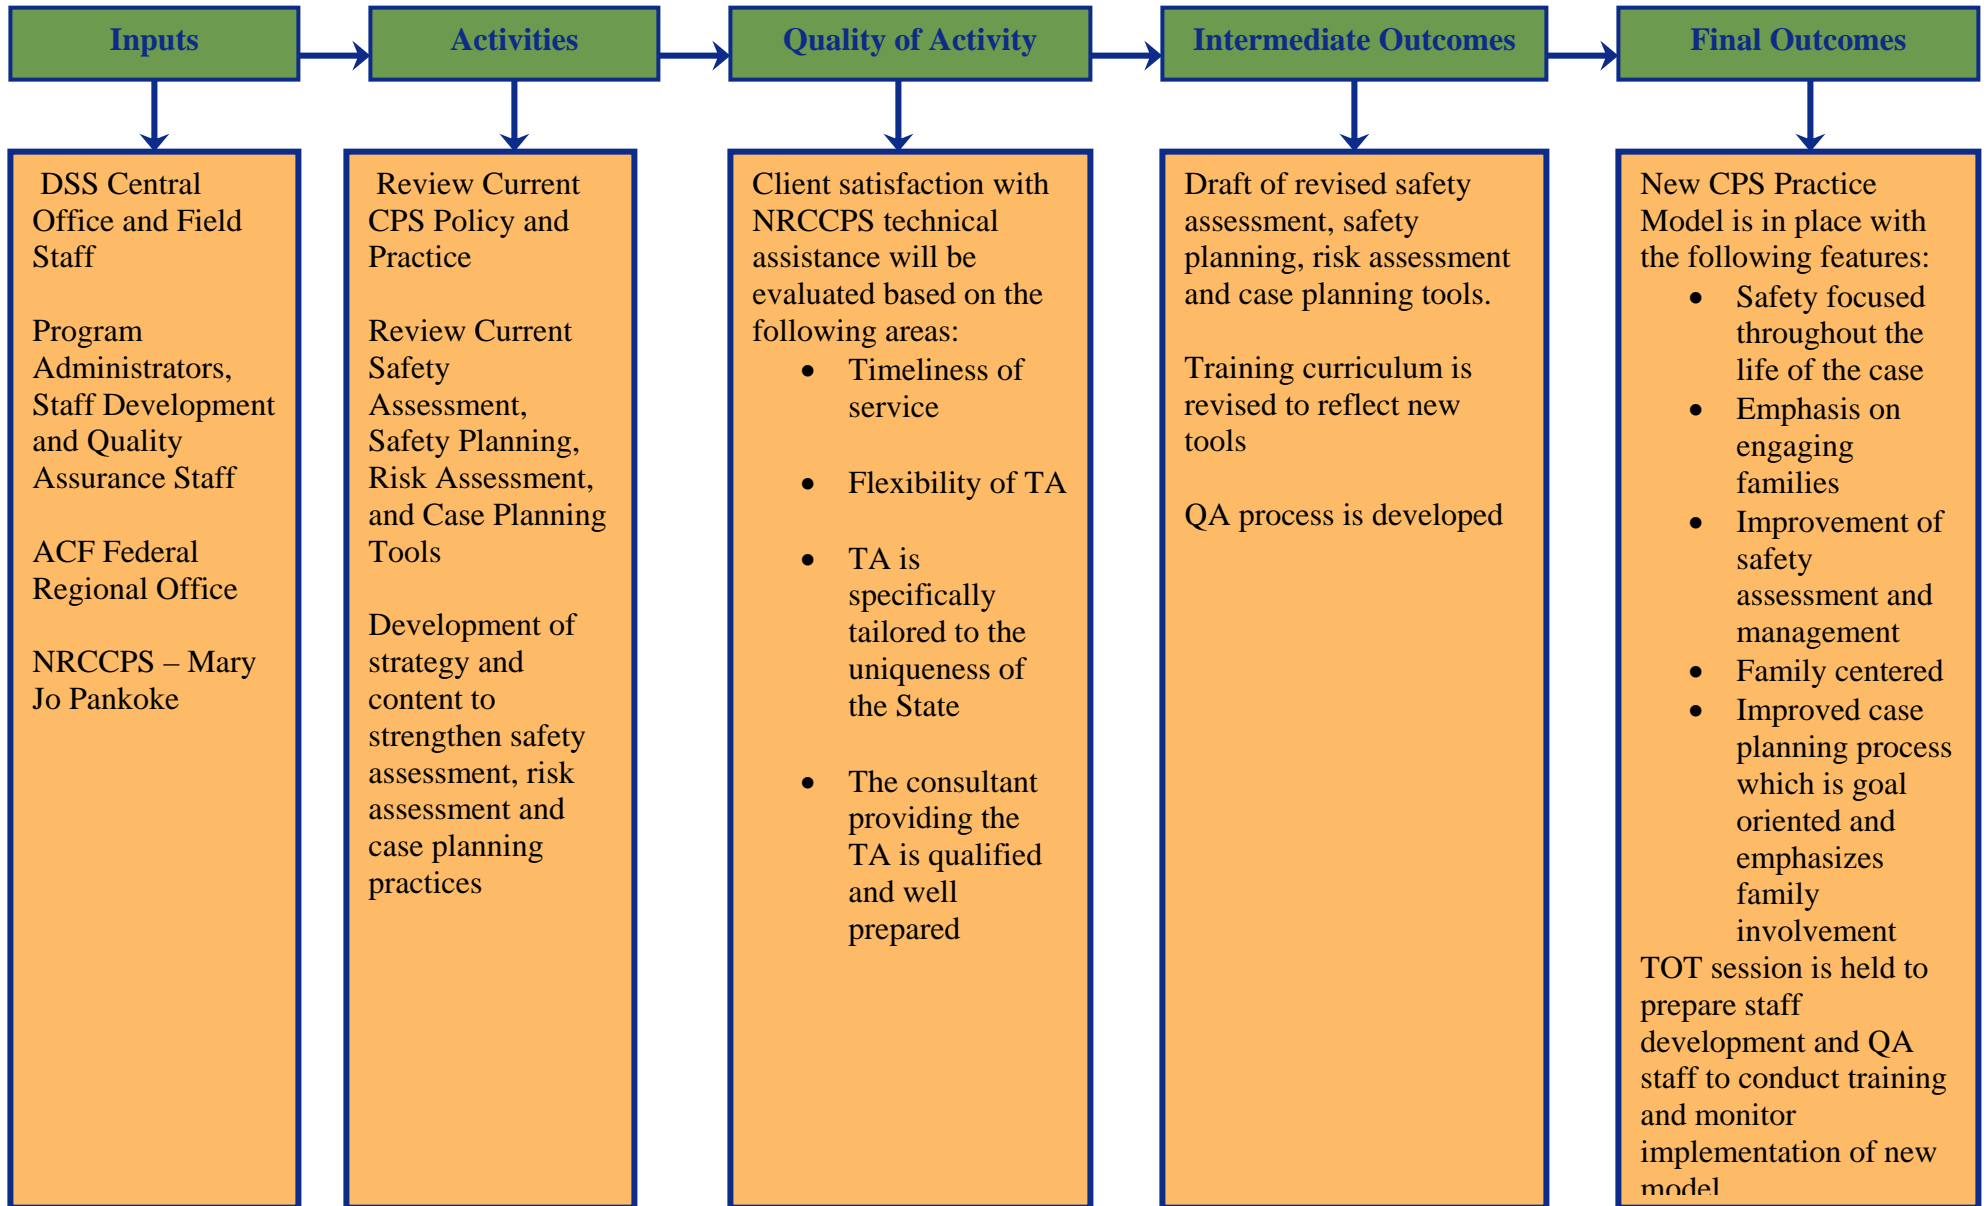 Inputs
Activities
Quality of Activity
Intermediate Outcomes
Final Outcomes
DSS Central
Office and Field
Staff
Program
Administrators,
Staff Development
and Quality
Assurance Staff
ACF Federal
Regional Office
NRCCPS – Mary
Jo Pankoke
Review Current
CPS Policy and
Practice
Review Current
Safety
Assessment,
Safety Planning,
Risk Assessment,
and Case Planning
Tools
Development of
strategy and
content to
strengthen safety
assessment, risk
assessment and
case planning
practices
Client satisfaction with
NRCCPS technical
assistance will be
evaluated based on the
following areas:
• Timeliness of
service
• Flexibility of TA
• TA is
specifically
tailored to the
uniqueness of
the State
• The consultant
providing the
TA is qualified
and well
prepared
Draft of revised safety
assessment, safety
planning, risk assessment
and case planning tools.
Training curriculum is
revised to reflect new
tools
QA process is developed
New CPS Practice
Model is in place with
the following features:
• Safety focused
throughout the
life of the case
• Emphasis on
engaging
families
• Improvement of
safety
assessment and
management
• Family centered
• Improved case
planning process
which is goal
oriented and
emphasizes
family
involvement
TOT session is held to
prepare staff
development and QA
staff to conduct training
and monitor
implementation of new
model